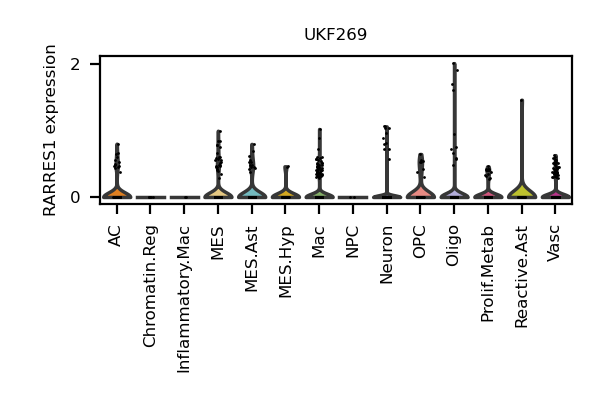 UKF269
RARRES1 expression
2
0
AC
Chromatin.Reg
Inflammatory.Mac
MES
MES.Ast
MES.Hyp
Mac
NPC
Neuron
OPC
Oligo
Prolif.Metab
Reactive.Ast
Vasc